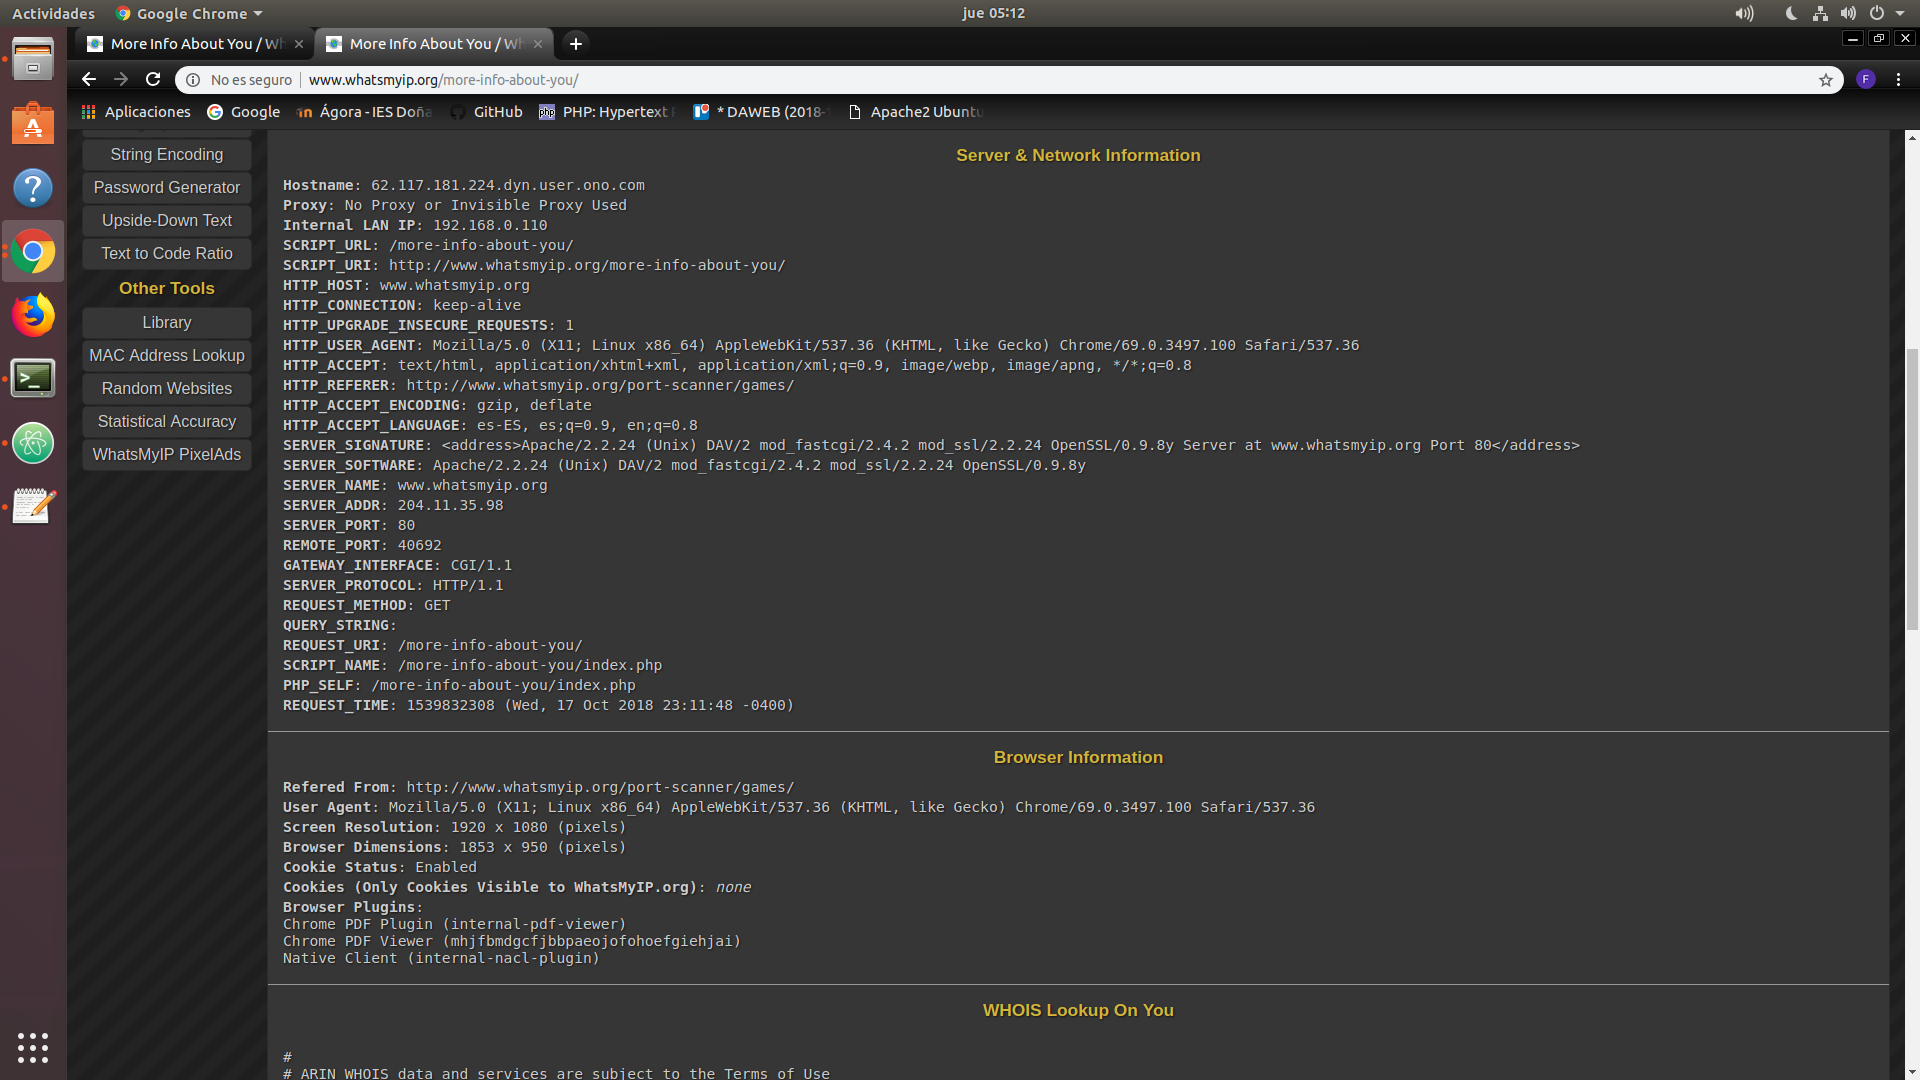 Actividades
Google Chrome
jue 05:12
More Info About You / Wh
More Info About You / Wh
No es seguro
www.whatsmyip.org/more-info-about-you/
F
Aplicaciones
Google
Ágora - IES Doña
GitHub
php
PHP: Hypertext
* DAWEB (2018-1
Apache2 Ubuntu
String Encoding
Password Generator
Upside-Down Text
Text to Code Ratio
Other Tools
Library
MAC Address Lookup
Random Websites
Statistical Accuracy
WhatsMyIP PixelAds
Server & Network Information
Hostname: 62.117.181.224.dyn.user.ono.com
Proxy: No Proxy or Invisible Proxy Used
Internal LAN IP: 192.168.0.110
SCRIPT_URL: /more-info-about-you/
SCRIPT_URI: http://www.whatsmyip.org/more-info-about-you/
HTTP_HOST: www.whatsmyip.org
HTTP_CONNECTION: keep-alive
HTTP_UPGRADE_INSECURE_REQUESTS: 1
HTTP_USER_AGENT: Mozilla/5.0 (X11; Linux x86_64) AppleWebKit/537.36 (KHTML, like Gecko) Chrome/69.0.3497.100 Safari/537.36
HTTP_ACCEPT: text/html, application/xhtml+xml, application/xml;q=0.9, image/webp, image/apng, */*;q=0.8
HTTP_REFERER: http://www.whatsmyip.org/port-scanner/games/
HTTP_ACCEPT_ENCODING: gzip, deflate
HTTP_ACCEPT_LANGUAGE: es-ES, es;q=0.9, en;q=0.8
SERVER_SIGNATURE: <address>Apache/2.2.24 (Unix) DAV/2 mod_fastcgi/2.4.2 mod_ssl/2.2.24 OpenSSL/0.9.8y Server at www.whatsmyip.org Port 80</address>
SERVER_SOFTWARE: Apache/2.2.24 (Unix) DAV/2 mod_fastcgi/2.4.2 mod_ssl/2.2.24 OpenSSL/0.9.8y
SERVER_NAME: www.whatsmyip.org
SERVER_ADDR: 204.11.35.98
SERVER_PORT: 80
REMOTE_PORT: 40692
GATEWAY_INTERFACE: CGI/1.1
SERVER_PROTOCOL: HTTP/1.1
REQUEST_METHOD: GET
QUERY_STRING:
REQUEST_URI: /more-info-about-you/
SCRIPT_NAME: /more-info-about-you/index.php
PHP_SELF: /more-info-about-you/index.php
REQUEST_TIME: 1539832308 (Wed, 17 Oct 2018 23:11:48 -0400)
Browser Information
Refered From: http://www.whatsmyip.org/port-scanner/games/
User Agent: Mozilla/5.0 (X11; Linux x86_64) AppleWebKit/537.36 (KHTML, like Gecko) Chrome/69.0.3497.100 Safari/537.36
Screen Resolution: 1920 x 1080 (pixels)
Browser Dimensions: 1853 x 950 (pixels)
Cookie Status: Enabled
Cookies (Only Cookies Visible to WhatsMyIP.org): none
Browser Plugins:
Chrome PDF Plugin (internal-pdf-viewer)
Chrome PDF Viewer (mhjfbmdgcfjbbpaeojofohoefgiehjai)
Native Client (internal-nacl-plugin)
WHOIS Lookup On You
#
# ARIN WHOIS data and services are subject to the Terms of Use